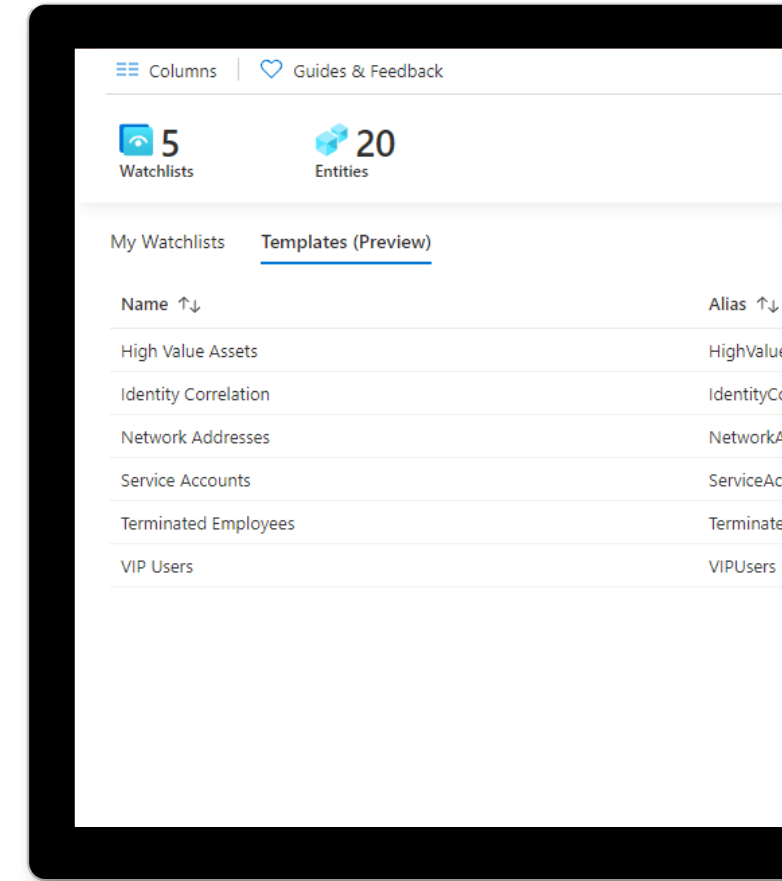 Columns Guides & Feedback
5 20
Watchlists Entities
My Watchlists Templates (Preview)
Name Alias
High Value Assets HighValue
Identity Correlation
Network Addresses
Service Accounts
Terminated Employees
VIP Users VIPUsers